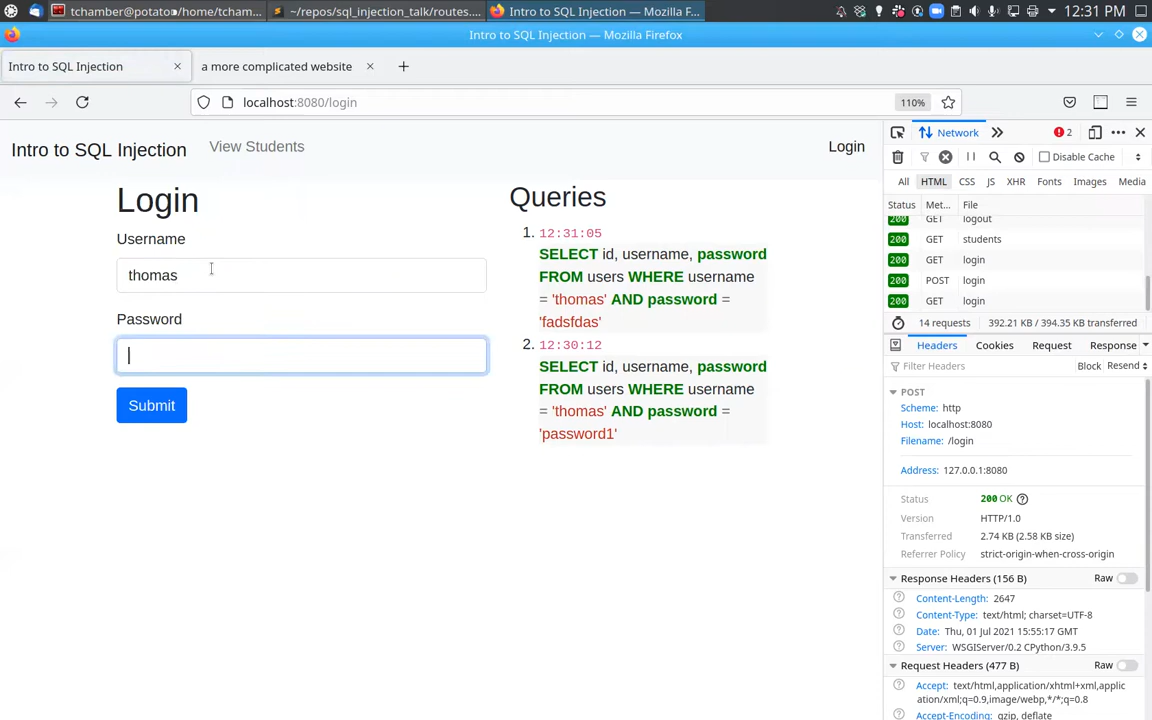 tchamber@potato:/home/tcham...
~/repos/sql_injection_talk/routes....
Intro to SQL Injection — Mozilla F...
12:31 PM
Intro to SQL Injection — Mozilla Firefox
Intro to SQL Injection
a more complicated website
localhost:8080/login
110%
Intro to SQL Injection
View Students
Login
Login
Username
thomas
Password
Submit
Queries
1. 12:31:05
SELECT id, username, password
FROM users WHERE username
= 'thomas' AND password =
'fadsfdas'
2. 12:30:12
SELECT id, username, password
FROM users WHERE username
= 'thomas' AND password =
'password1'
Network
2
Disable Cache
All HTML CSS JS XHR Fonts Images Media
Status Met... File
200 GET logout
200 GET students
200 GET login
200 POST login
200 GET login
14 requests 392.21 KB / 394.35 KB transferred
Headers Cookies Request Response
Filter Headers
Block Resend
POST
Scheme: http
Host: localhost:8080
Filename: /login
Address: 127.0.0.1:8080
Status 200 OK
Version HTTP/1.0
Transferred 2.74 KB (2.58 KB size)
Referrer Policy strict-origin-when-cross-origin
Response Headers (156 B) Raw
Content-Length: 2647
Content-Type: text/html; charset=UTF-8
Date: Thu, 01 Jul 2021 15:55:17 GMT
Server: WSGIServer/0.2 CPython/3.9.5
Request Headers (477 B) Raw
Accept: text/html,application/xhtml+xml,applic
ation/xml;q=0.9,image/webp,*/*;q=0.8
Accept-Encoding: gzip, deflate